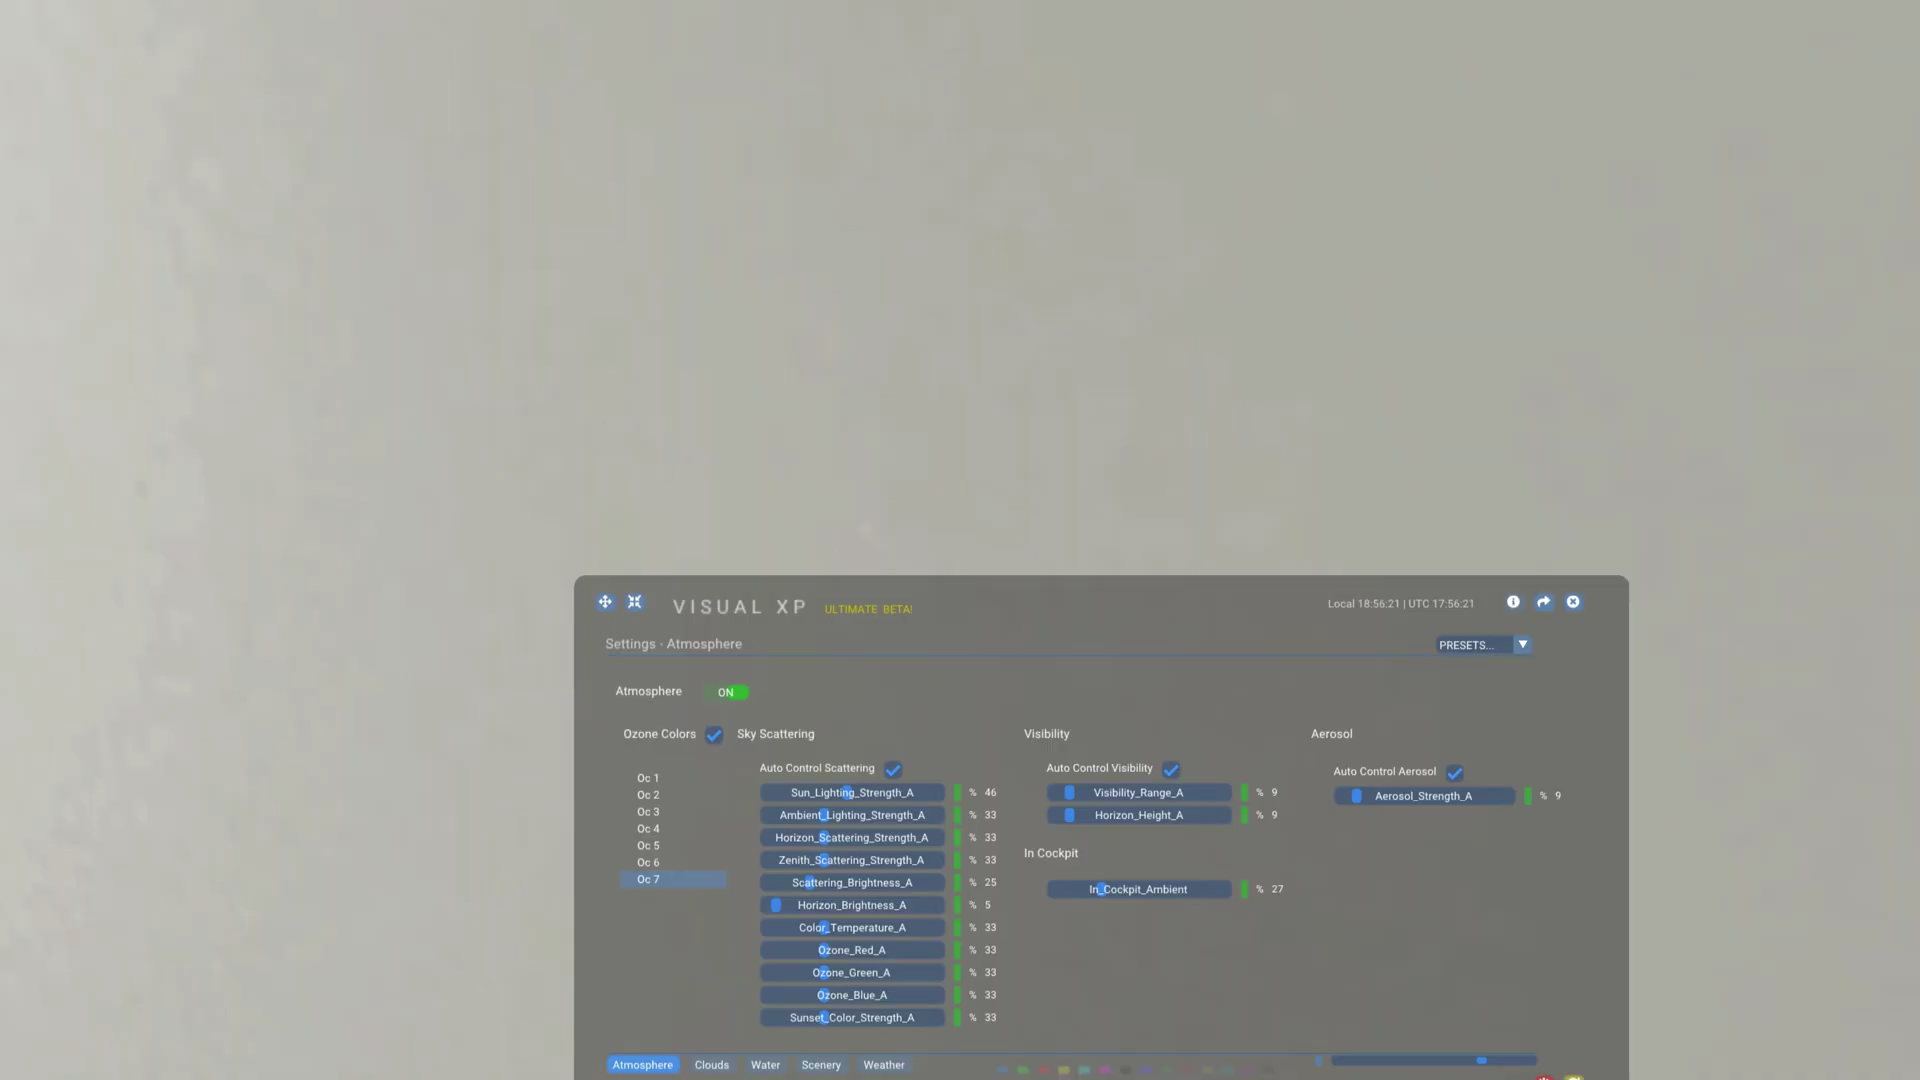 VISUAL XP ULTIMATE BETA! Local 18:56:21 | UTC 17:56:21
Settings · Atmosphere PRESETS...
Atmosphere ON
Ozone Colors Sky Scattering Visibility Aerosol
Auto Control Scattering Auto Control Visibility Auto Control Aerosol
Oc 1
Oc 2
Oc 3
Oc 4
Oc 5
Oc 6
Oc 7
Sun_Lighting_Strength_A % 46
Ambient_Lighting_Strength_A % 33
Horizon_Scattering_Strength_A % 33
Zenith_Scattering_Strength_A % 33
Scattering_Brightness_A % 25
Horizon_Brightness_A % 5
Color_Temperature_A % 33
Ozone_Red_A % 33
Ozone_Green_A % 33
Ozone_Blue_A % 33
Sunset_Color_Strength_A % 33
Visibility_Range_A % 9
Horizon_Height_A % 9
In Cockpit
In_Cockpit_Ambient % 27
Aerosol_Strength_A % 9
Atmosphere Clouds Water Scenery Weather